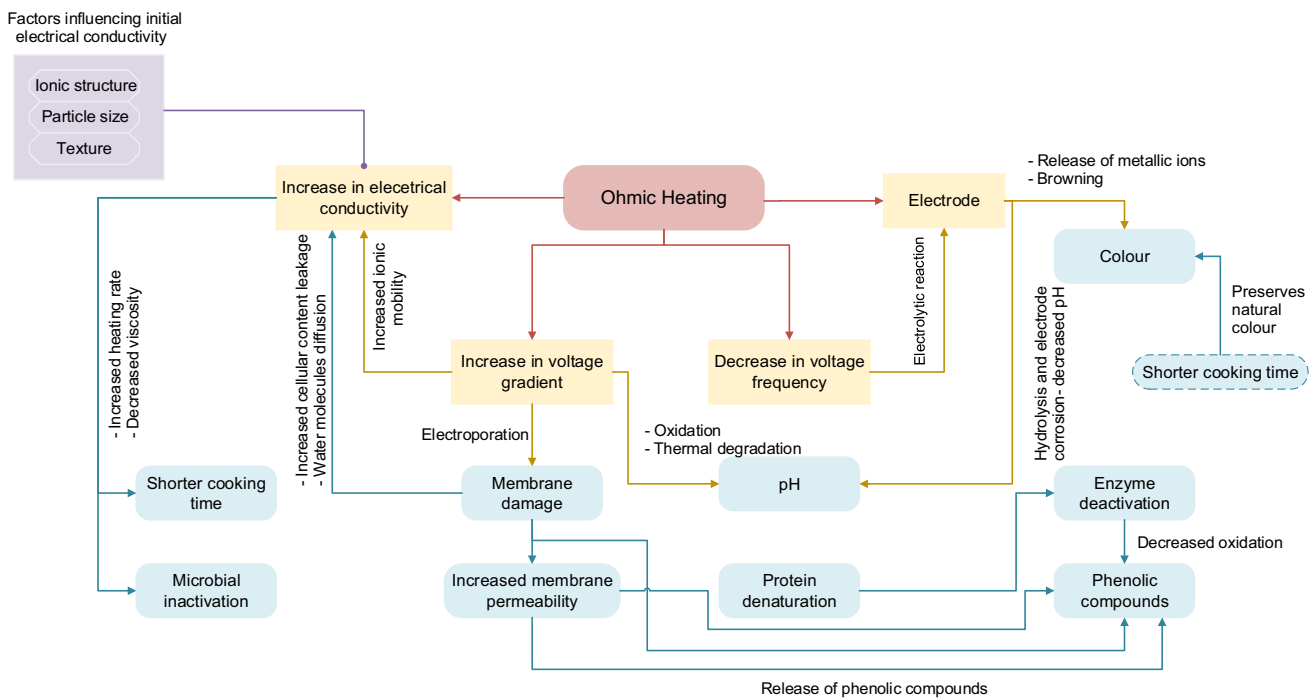 Factors influencing initial
electrical conductivity
Ionic structure
Particle size
Texture
Increase in elecetrical
conductivity
Ohmic Heating
Electrode
- Release of metallic ions
- Browning
Colour
Preserves
natural
colour
Shorter cooking time
- Increased heating rate
- Decreased viscosity
- Increased cellular content leakage
- Water molecules diffusion
Increased ionic
mobility
Electrolytic reaction
Hydrolysis and electrode
corrosion- decreased pH
Increase in voltage
gradient
Decrease in voltage
frequency
Electroporation
- Oxidation
- Thermal degradation
Shorter cooking
time
Membrane
damage
pH
Enzyme
deactivation
Decreased oxidation
Microbial
inactivation
Increased membrane
permeability
Protein
denaturation
Phenolic
compounds
Release of phenolic compounds